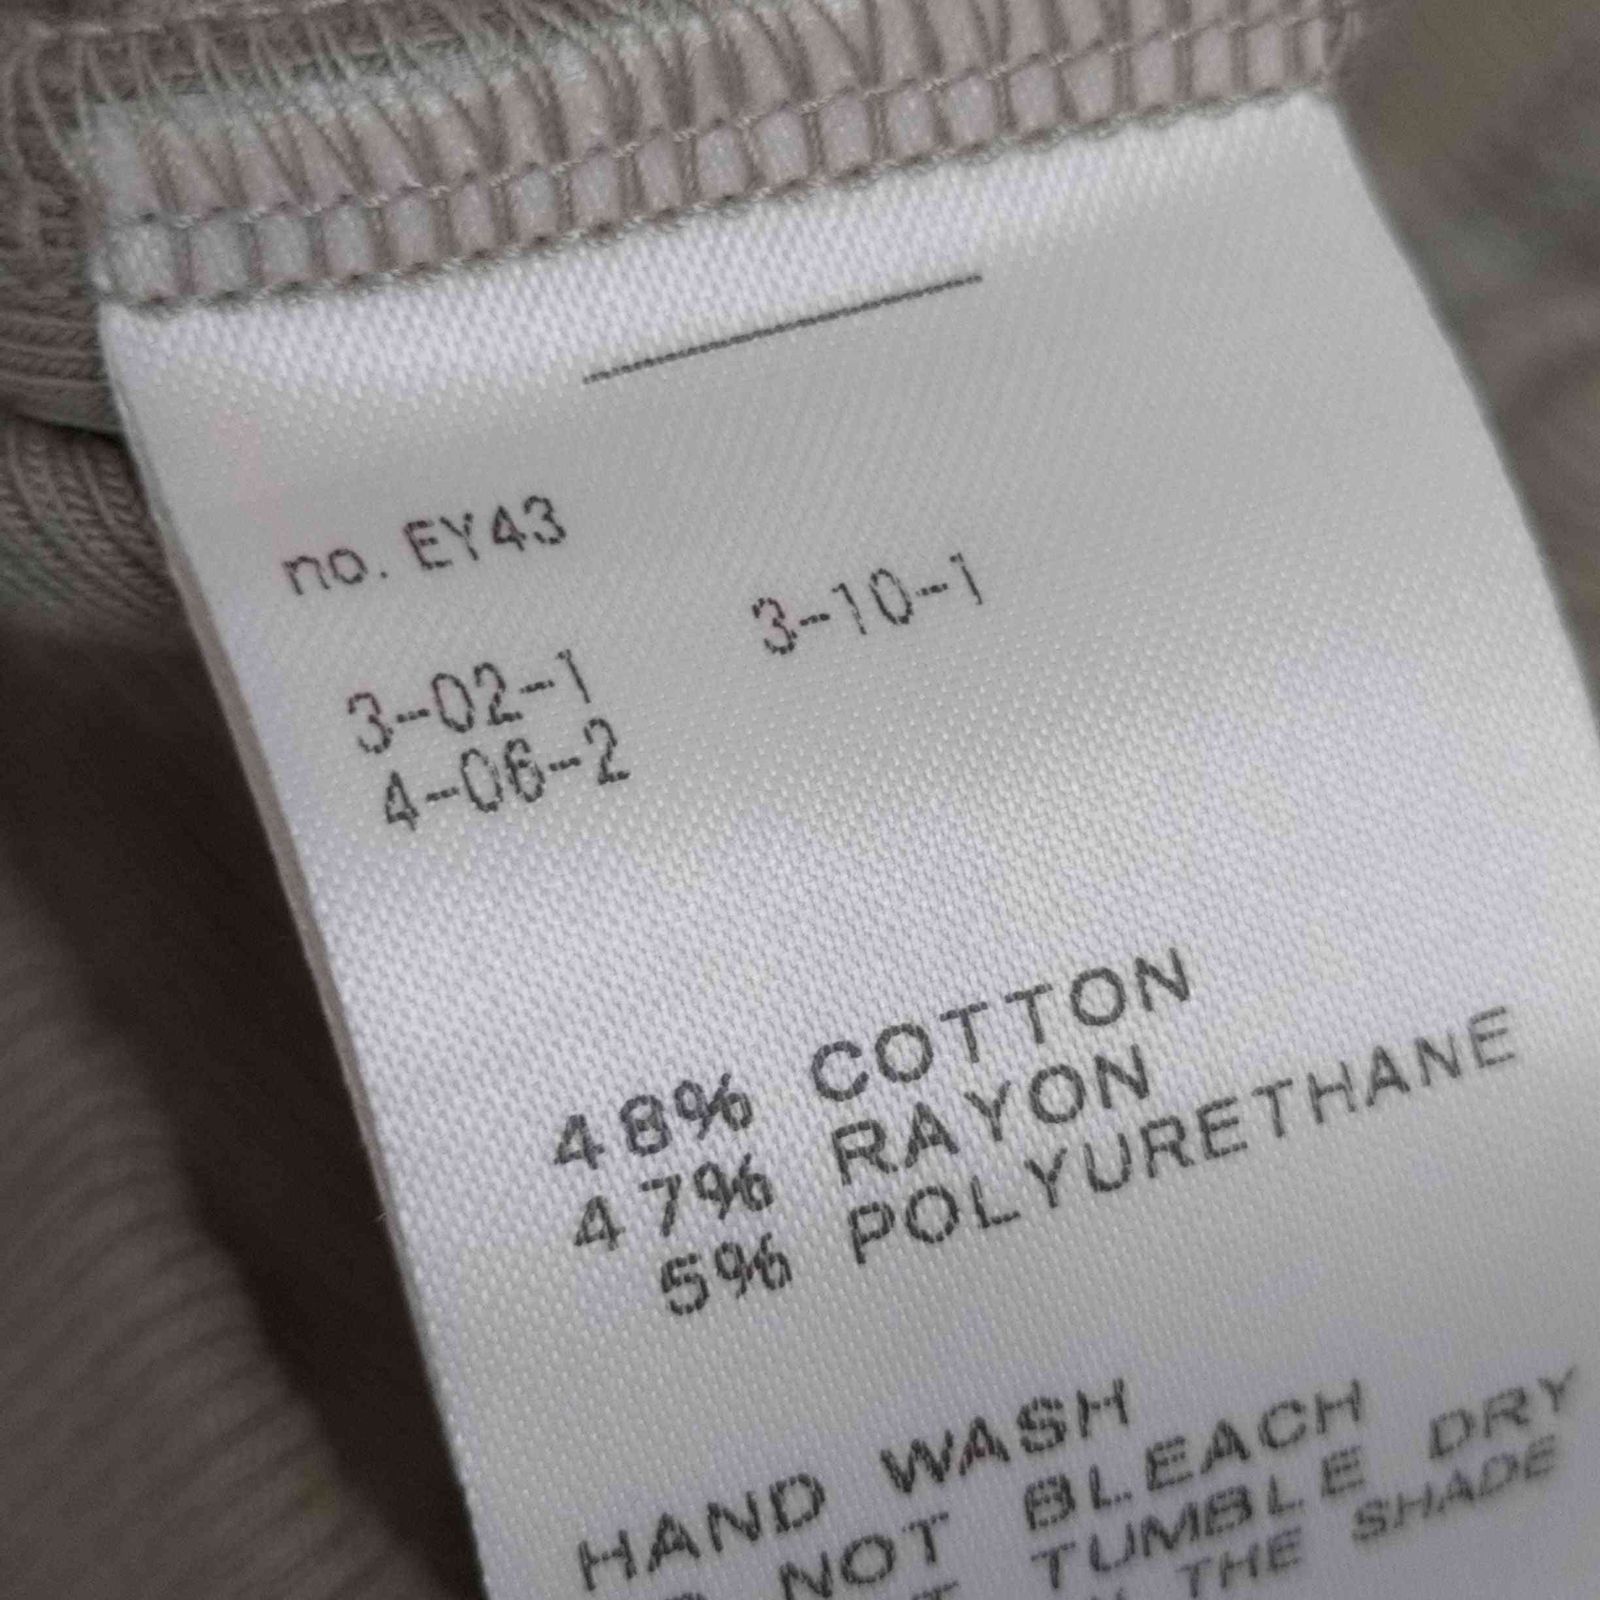 no. EY43
3-02-1 3-10-1
4-06-2
48% COTTON
47% RAYON
5% POLYURETHANE
HAND WASH
NOT BLEACH
TUMBLE DRY
THE SHADE